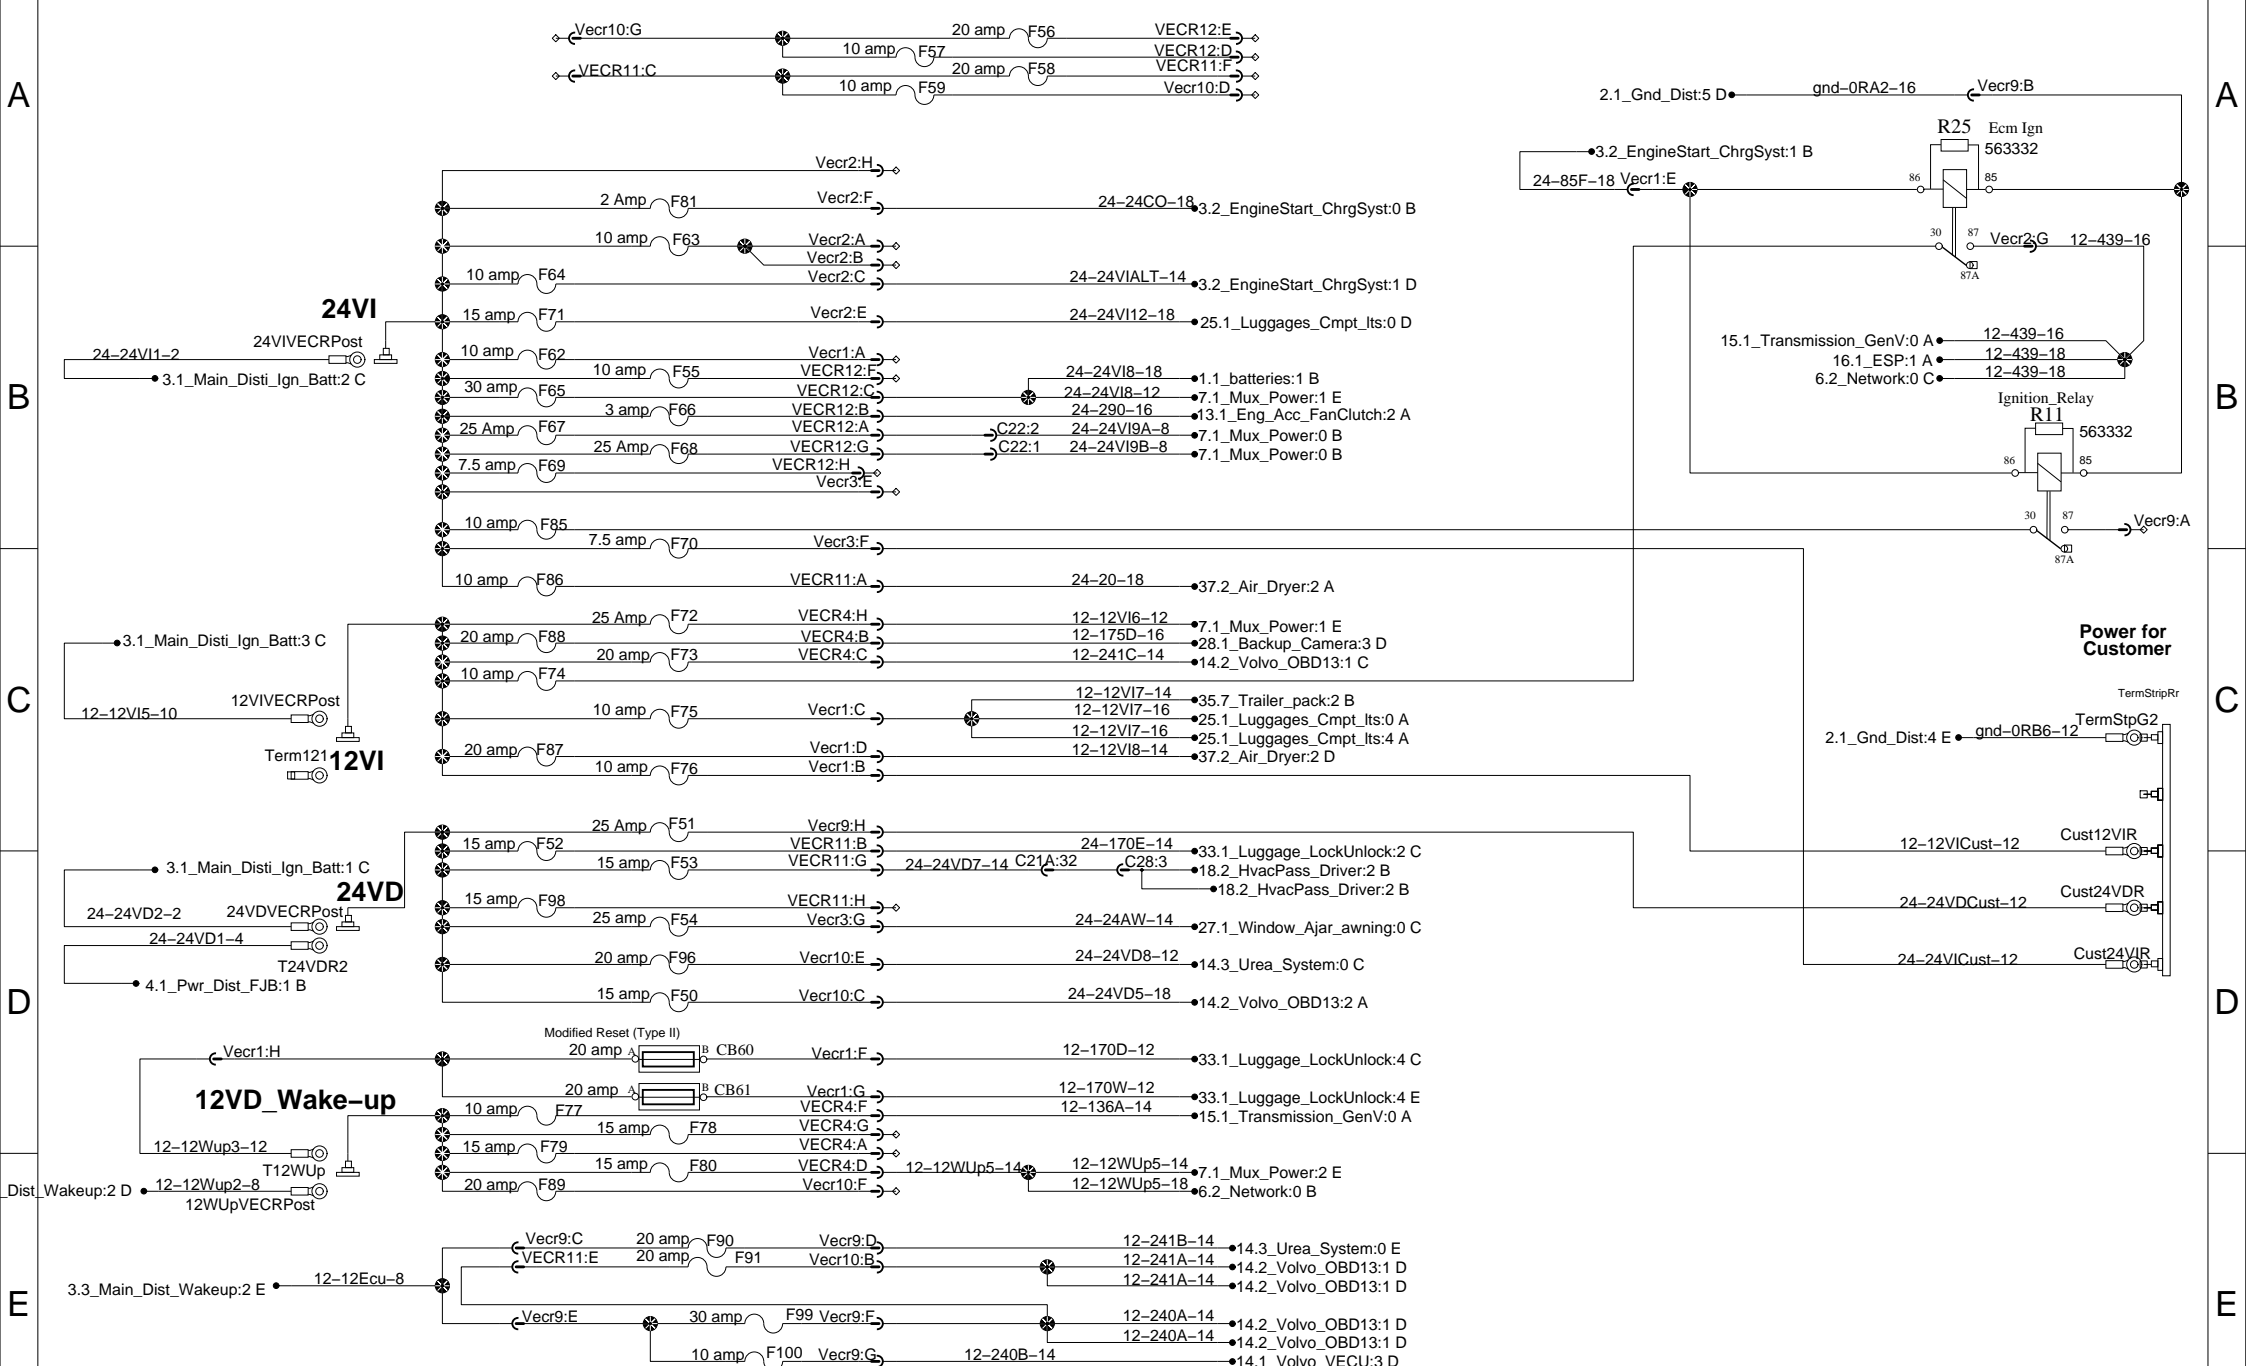 A
A
Vecr10:G 20 amp F56 VECR12:E
10 amp F57 VECR12:D
VECR11:C 20 amp F58 VECR11:F
10 amp F59 Vecr10:D
2.1_Gnd_Dist:5 D gnd-0RA2-16 Vecr9:B
R25 Ecm Ign
563332
3.2_EngineStart_ChrgSyst:1 B
24-85F-18 Vecr1:E 86 85
30 87 Vecr2:G 12-439-16
87A
Vecr2:H
2 Amp F81 Vecr2:F 24-24CO-18 3.2_EngineStart_ChrgSyst:0 B
10 amp F63 Vecr2:A
Vecr2:B
10 amp F64 Vecr2:C 24-24VIALT-14 3.2_EngineStart_ChrgSyst:1 D
24VI
15 amp F71 Vecr2:E 24-24VI12-18 25.1_Luggages_Cmpt_lts:0 D
24VIVECRPost
24-24VI1-2
3.1_Main_Disti_Ign_Batt:2 C
10 amp F62 Vecr1:A
10 amp F55 VECR12:F 24-24VI8-18 1.1_batteries:1 B
30 amp F65 VECR12:C 24-24VI8-12 7.1_Mux_Power:1 E
3 amp F66 VECR12:B 24-290-16 13.1_Eng_Acc_FanClutch:2 A
25 Amp F67 VECR12:A C22:2 24-24VI9A-8 7.1_Mux_Power:0 B
25 Amp F68 VECR12:G C22:1 24-24VI9B-8 7.1_Mux_Power:0 B
7.5 amp F69 VECR12:H
Vecr3:E
B
B
15.1_Transmission_GenV:0 A 12-439-16
16.1_ESP:1 A 12-439-18
6.2_Network:0 C 12-439-18
Ignition_Relay
R11
563332
86 85
30 87 Vecr9:A
87A
10 amp F85
7.5 amp F70 Vecr3:F
10 amp F86 VECR11:A 24-20-18 37.2_Air_Dryer:2 A
25 Amp F72 VECR4:H 12-12VI6-12 7.1_Mux_Power:1 E
3.1_Main_Disti_Ign_Batt:3 C
20 amp F88 VECR4:B 12-175D-16 28.1_Backup_Camera:3 D
20 amp F73 VECR4:C 12-241C-14 14.2_Volvo_OBD13:1 C
10 amp F74
12VIVECRPost
12-12VI5-10
Term121
12VI
C
C
12-12VI7-14 35.7_Trailer_pack:2 B
10 amp F75 Vecr1:C 12-12VI7-16 25.1_Luggages_Cmpt_lts:0 A
12-12VI7-16 25.1_Luggages_Cmpt_lts:4 A
20 amp F87 Vecr1:D 12-12VI8-14 37.2_Air_Dryer:2 D
10 amp F76 Vecr1:B
Power for
Customer
TermStripRr
TermStpG2
2.1_Gnd_Dist:4 E gnd-0RB6-12
Cust12VIR
12-12VICust-12
Cust24VDR
24-24VDCust-12
Cust24VIR
24-24VICust-12
25 Amp F51 Vecr9:H
15 amp F52 VECR11:B 24-170E-14 33.1_Luggage_LockUnlock:2 C
15 amp F53 VECR11:G 24-24VD7-14 C21A:32 C28:3 18.2_HvacPass_Driver:2 B
18.2_HvacPass_Driver:2 B
3.1_Main_Disti_Ign_Batt:1 C
24VD
24-24VD2-2 24VDVECRPost
24-24VD1-4
T24VDR2
4.1_Pwr_Dist_FJB:1 B
15 amp F98 VECR11:H
25 amp F54 Vecr3:G 24-24AW-14 27.1_Window_Ajar_awning:0 C
20 amp F96 Vecr10:E 24-24VD8-12 14.3_Urea_System:0 C
15 amp F50 Vecr10:C 24-24VD5-18 14.2_Volvo_OBD13:2 A
D
D
Modified Reset (Type II)
Vecr1:H 20 amp A B CB60 Vecr1:F 12-170D-12 33.1_Luggage_LockUnlock:4 C
20 amp A B CB61 Vecr1:G 12-170W-12 33.1_Luggage_LockUnlock:4 E
12VD_Wake-up
10 amp F77 VECR4:F 12-136A-14 15.1_Transmission_GenV:0 A
15 amp F78 VECR4:G
15 amp F79 VECR4:A
15 amp F80 VECR4:D 12-12WUp5-14 12-12WUp5-14 7.1_Mux_Power:2 E
20 amp F89 Vecr10:F 12-12WUp5-18 6.2_Network:0 B
12-12Wup3-12
T12WUp
_Dist_Wakeup:2 D 12-12Wup2-8
12WUpVECRPost
Vecr9:C 20 amp F90 Vecr9:D 12-241B-14 14.3_Urea_System:0 E
VECR11:E 20 amp F91 Vecr10:B 12-241A-14 14.2_Volvo_OBD13:1 D
3.3_Main_Dist_Wakeup:2 E 12-12Ecu-8 12-241A-14 14.2_Volvo_OBD13:1 D
E
E
Vecr9:E 30 amp F99 Vecr9:F 12-240A-14 14.2_Volvo_OBD13:1 D
12-240A-14 14.2_Volvo_OBD13:1 D
10 amp F100 Vecr9:G 12-240B-14 14.1_Volvo_VECU:3 D